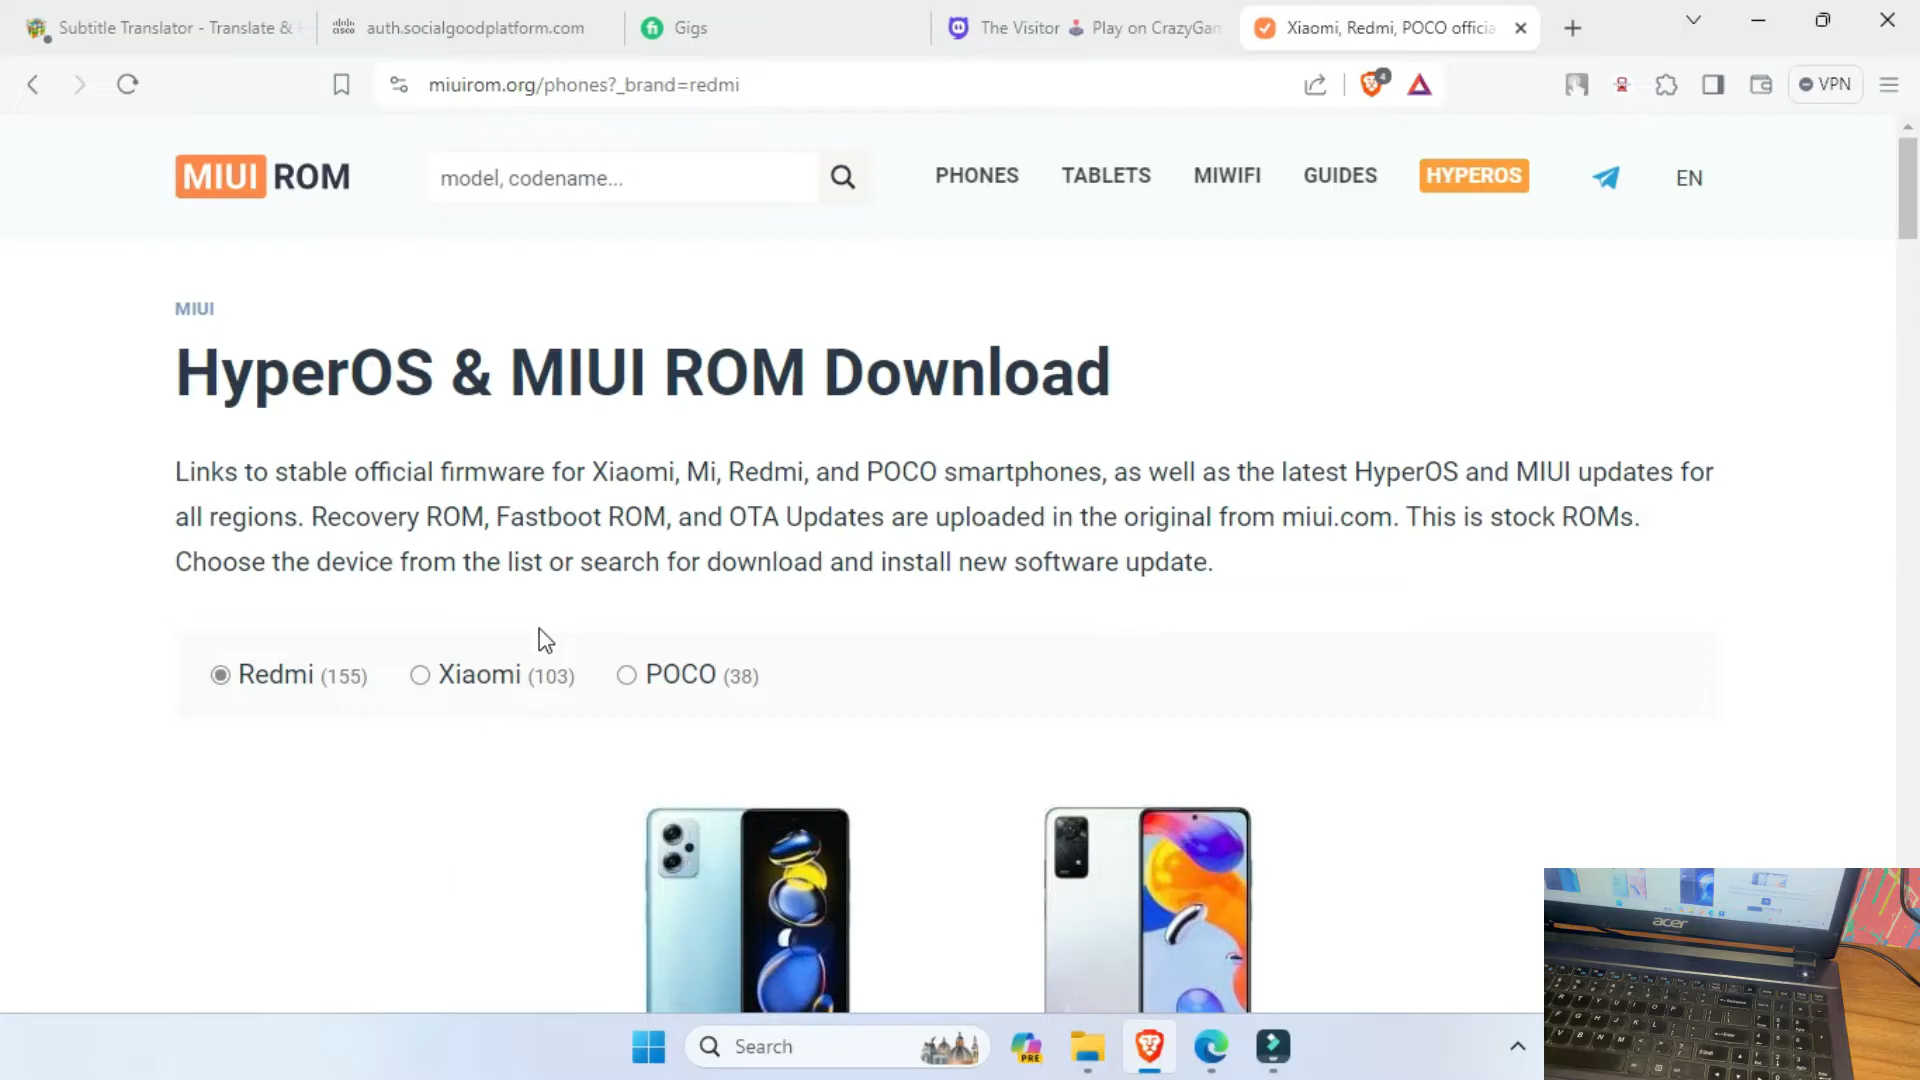 Subtitle Translator - Translate &
auth.socialgoodplatform.com
Gigs
The Visitor
Play on CrazyGam
Xiaomi, Redmi, POCO officia
miuirom.org/phones?_brand=redmi
4
VPN
MIUI ROM
model, codename...
PHONES
TABLETS
MIWIFI
GUIDES
HYPEROS
EN
MIUI
HyperOS & MIUI ROM Download
Links to stable official firmware for Xiaomi, Mi, Redmi, and POCO smartphones, as well as the latest HyperOS and MIUI updates for
all regions. Recovery ROM, Fastboot ROM, and OTA Updates are uploaded in the original from miui.com. This is stock ROMs.
Choose the device from the list or search for download and install new software update.
Redmi (155)
Xiaomi (103)
POCO (38)
Search
PRE
acer